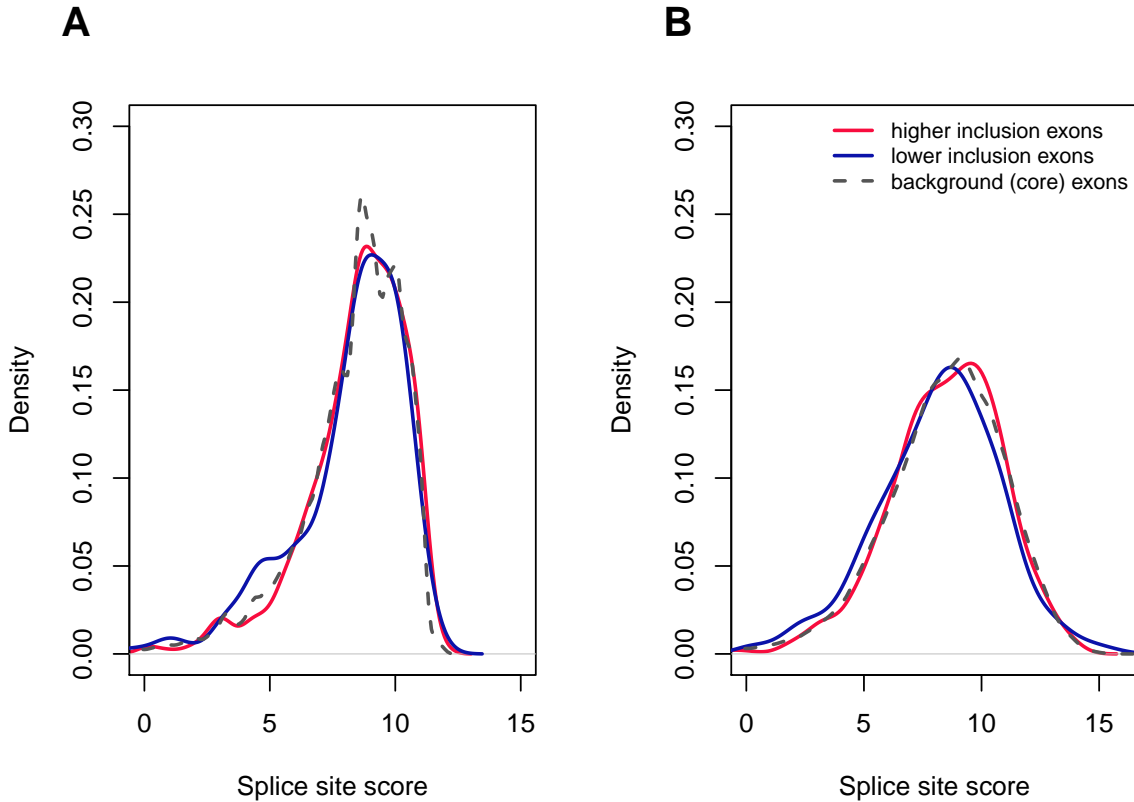 A
B
0.30
0.25
0.20
0.15
0.10
0.05
0.00
Density
0
5
10
15
Splice site score
0.30
0.25
0.20
0.15
0.10
0.05
0.00
Density
higher inclusion exons
lower inclusion exons
background (core) exons
0
5
10
15
Splice site score